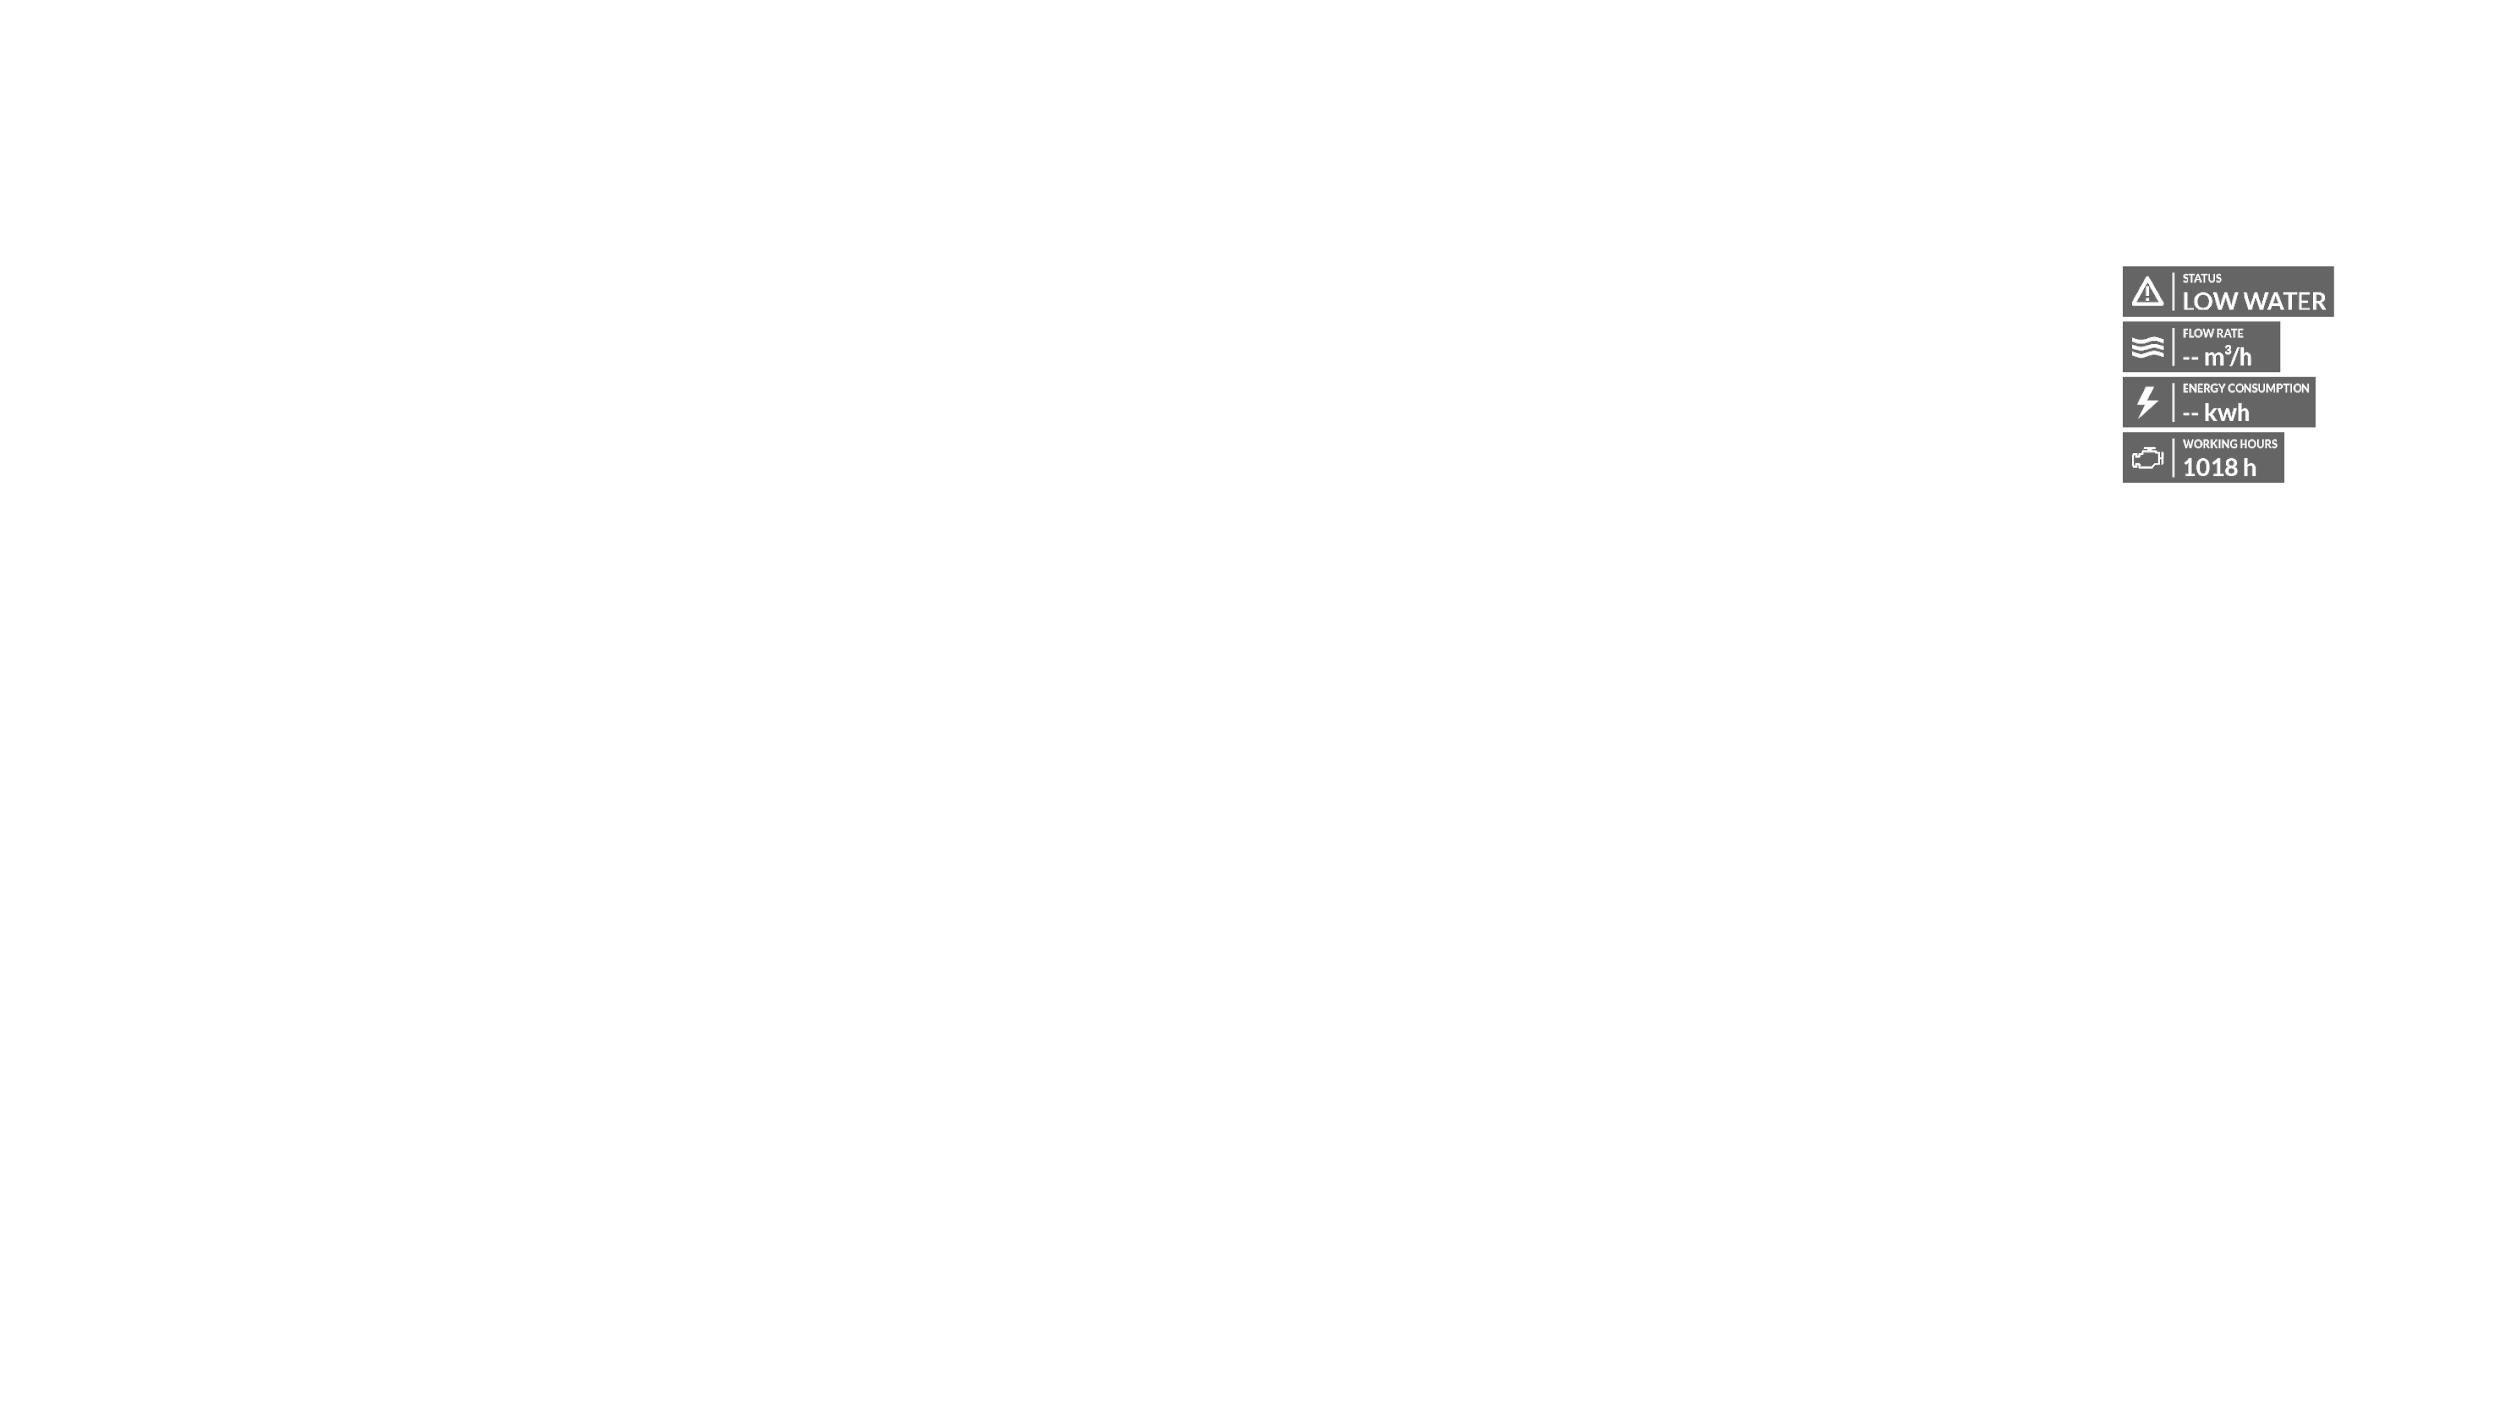 STATUS
LOW WATER
FLOW RATE
-- m³/h
ENERGY CONSUMPTION
-- kwh
WORKING HOURS
1018 h